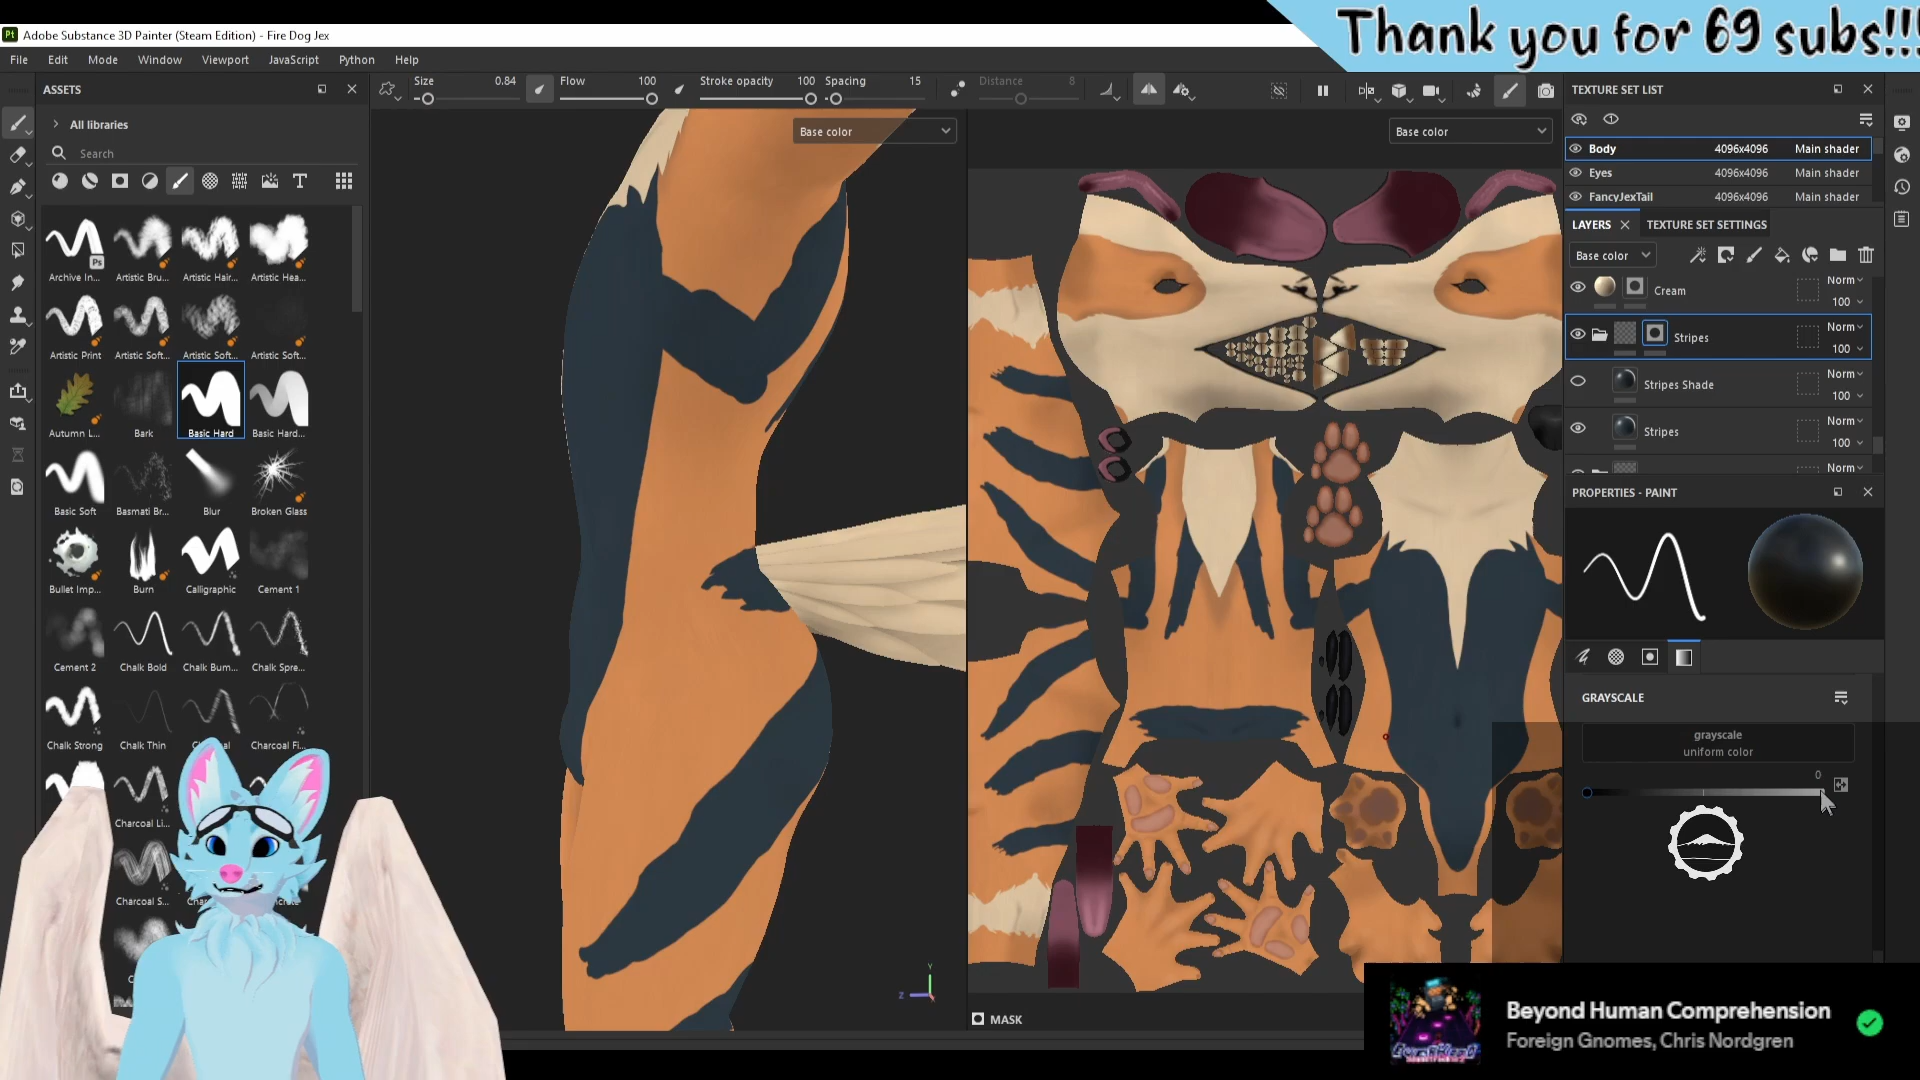 Thank you for 69 subs!!!
Adobe Substance 3D Painter (Steam Edition) - Fire Dog Jex
File Edit Mode Window Viewport JavaScript Python Help
ASSETS
Size 0.84 Flow 100 Stroke opacity 100 Spacing 15 Distance 8
All libraries
Search
Archive In... Artistic Bru... Artistic Hair... Artistic Hea...
Artistic Print Artistic Soft... Artistic Soft... Artistic Soft...
Autumn L... Bark Basic Hard Basic Hard...
Basic Soft Basmati Br... Blur Broken Glass
Bullet Imp... Burn Calligraphic Cement 1
Cement 2 Chalk Bold Chalk Bum... Chalk Spre...
Chalk Strong Chalk Thin Charcoal Fi...
Charcoal Li...
Charcoal S...
Base color
Base color
MASK
Y
Z
TEXTURE SET LIST
Body 4096x4096 Main shader
Eyes 4096x4096 Main shader
FancyJexTail 4096x4096 Main shader
LAYERS TEXTURE SET SETTINGS
Base color
Cream Norm 100
Stripes Norm 100
Stripes Shade Norm 100
Stripes Norm 100
Norm
PROPERTIES - PAINT
GRAYSCALE
grayscale
uniform color
0
Beyond Human Comprehension
Foreign Gnomes, Chris Nordgren